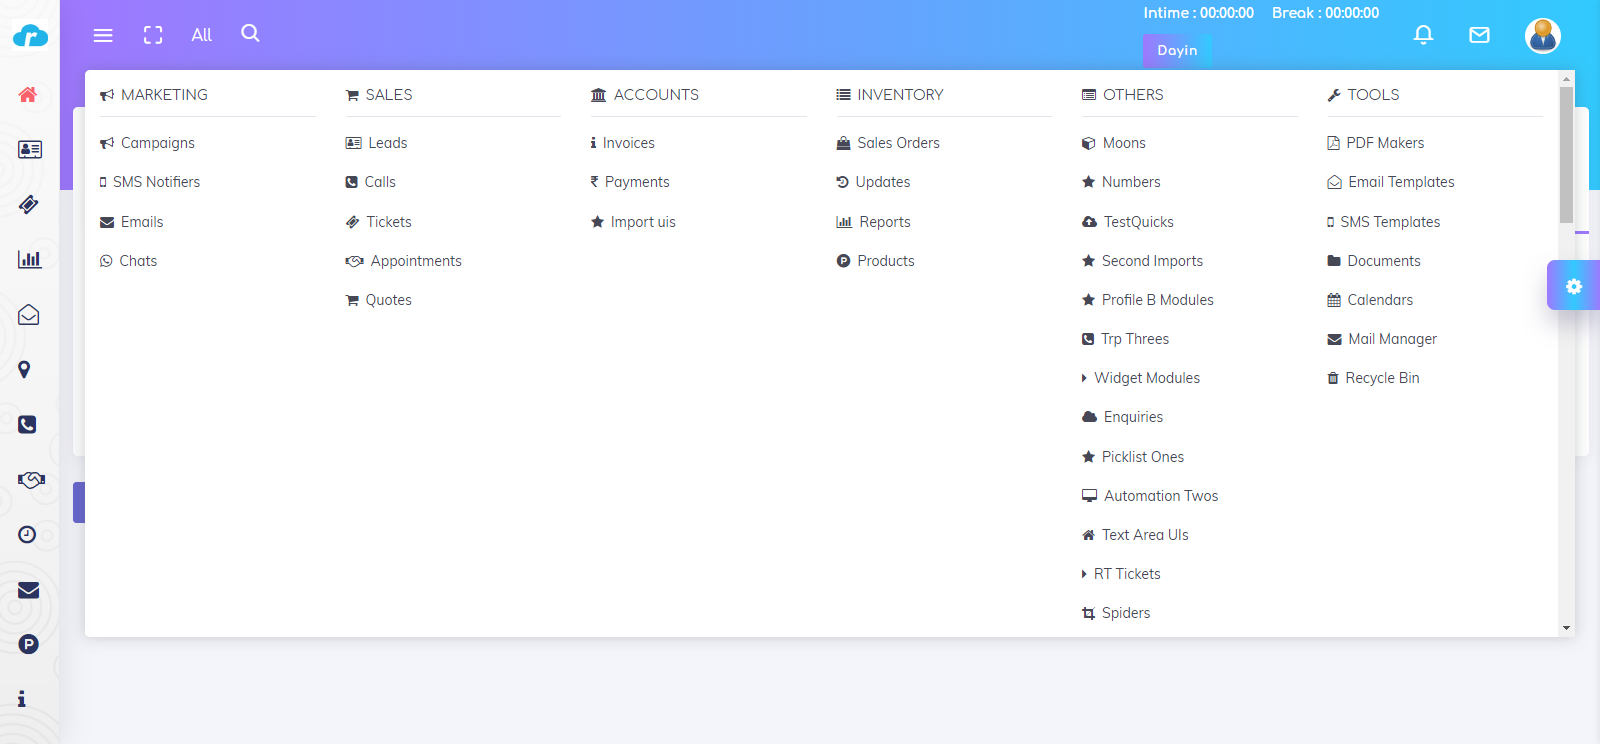 All
Intime : 00:00:00 Break : 00:00:00
Dayin
MARKETING
Campaigns
SMS Notifiers
Emails
Chats
SALES
Leads
Calls
Tickets
Appointments
Quotes
ACCOUNTS
Invoices
Payments
Import uis
INVENTORY
Sales Orders
Updates
Reports
Products
OTHERS
Moons
Numbers
TestQuicks
Second Imports
Profile B Modules
Trp Threes
Widget Modules
Enquiries
Picklist Ones
Automation Twos
Text Area UIs
RT Tickets
Spiders
TOOLS
PDF Makers
Email Templates
SMS Templates
Documents
Calendars
Mail Manager
Recycle Bin